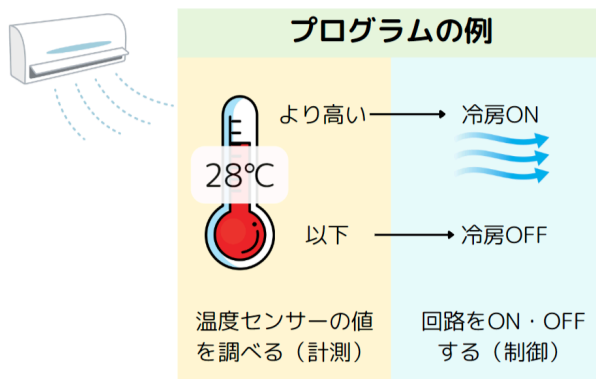 プログラムの例
より高い
冷房ON
28℃
以下
冷房OFF
温度センサーの値
を調べる（計測）
回路をON・OFF
する（制御）